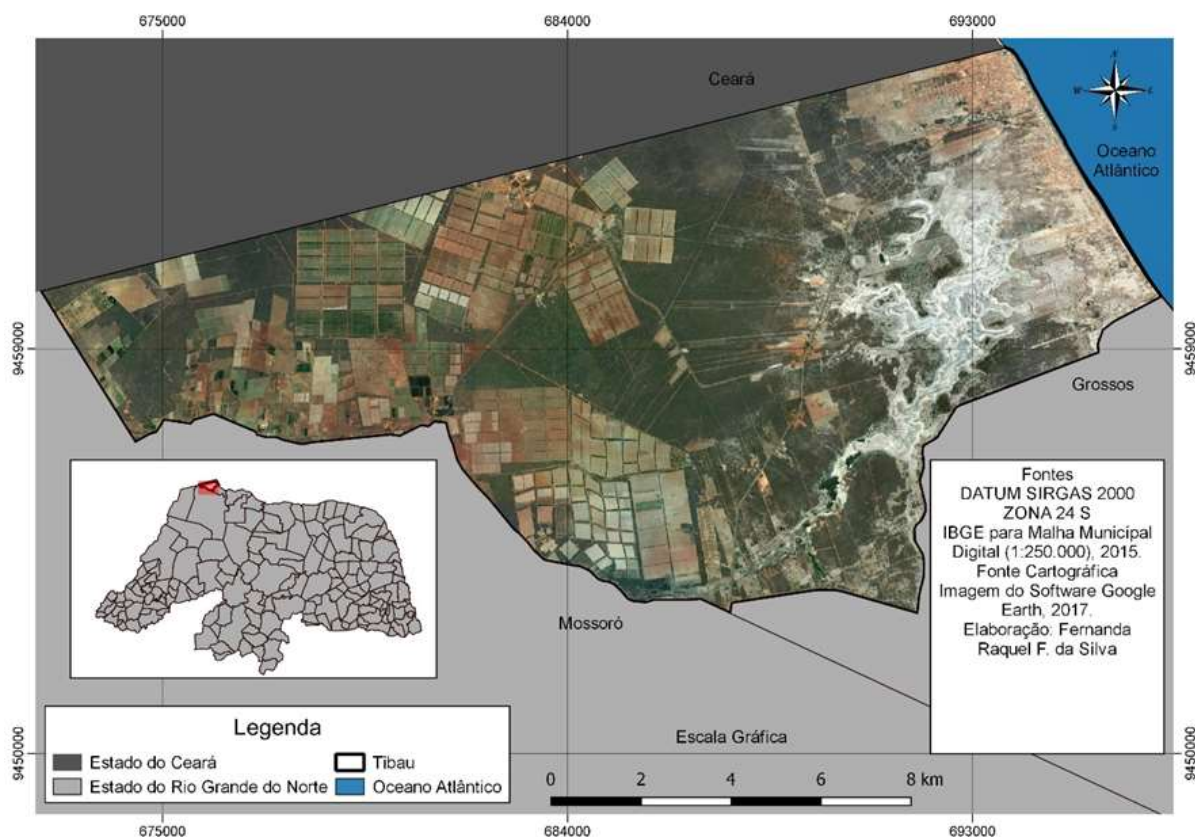 675000
684000
693000
Ceará
N
W
S
Oceano
Atlântico
9459000
9459000
Grossos
Mossoró
Fontes
DATUM SIRGAS 2000
ZONA 24 S
IBGE para Malha Municipal
Digital (1:250.000), 2015.
Fonte Cartográfica
Imagem do Software Google
Earth, 2017.
Elaboração: Fernanda
Raquel F. da Silva
Legenda
Estado do Ceará
Tibau
Estado do Rio Grande do Norte
Oceano Atlântico
Escala Gráfica
0 2 4 6 8 km
9450000
9450000
675000
684000
693000